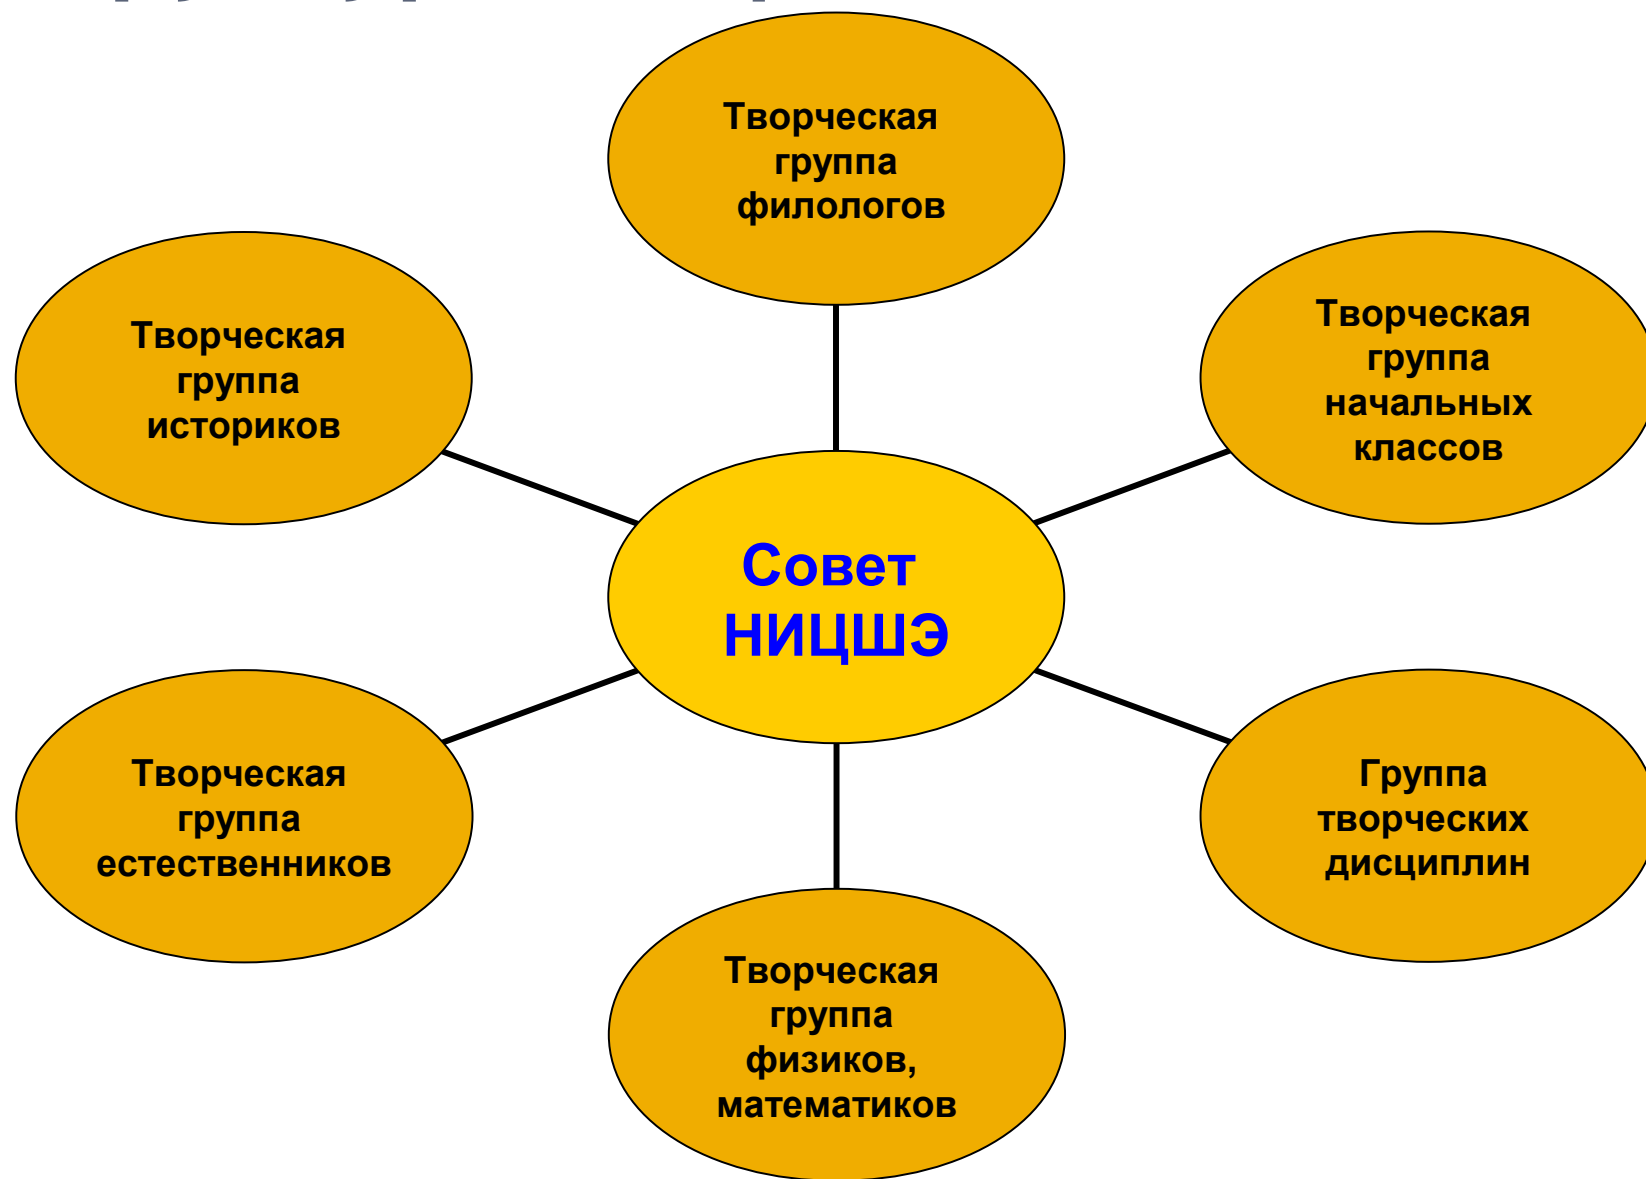 Творческая
группа
филологов
Творческая
группа
историков
Творческая
группа
начальных
классов
Совет
НИЦШЭ
Творческая
группа
естественников
Группа
творческих
дисциплин
Творческая
группа
физиков,
математиков